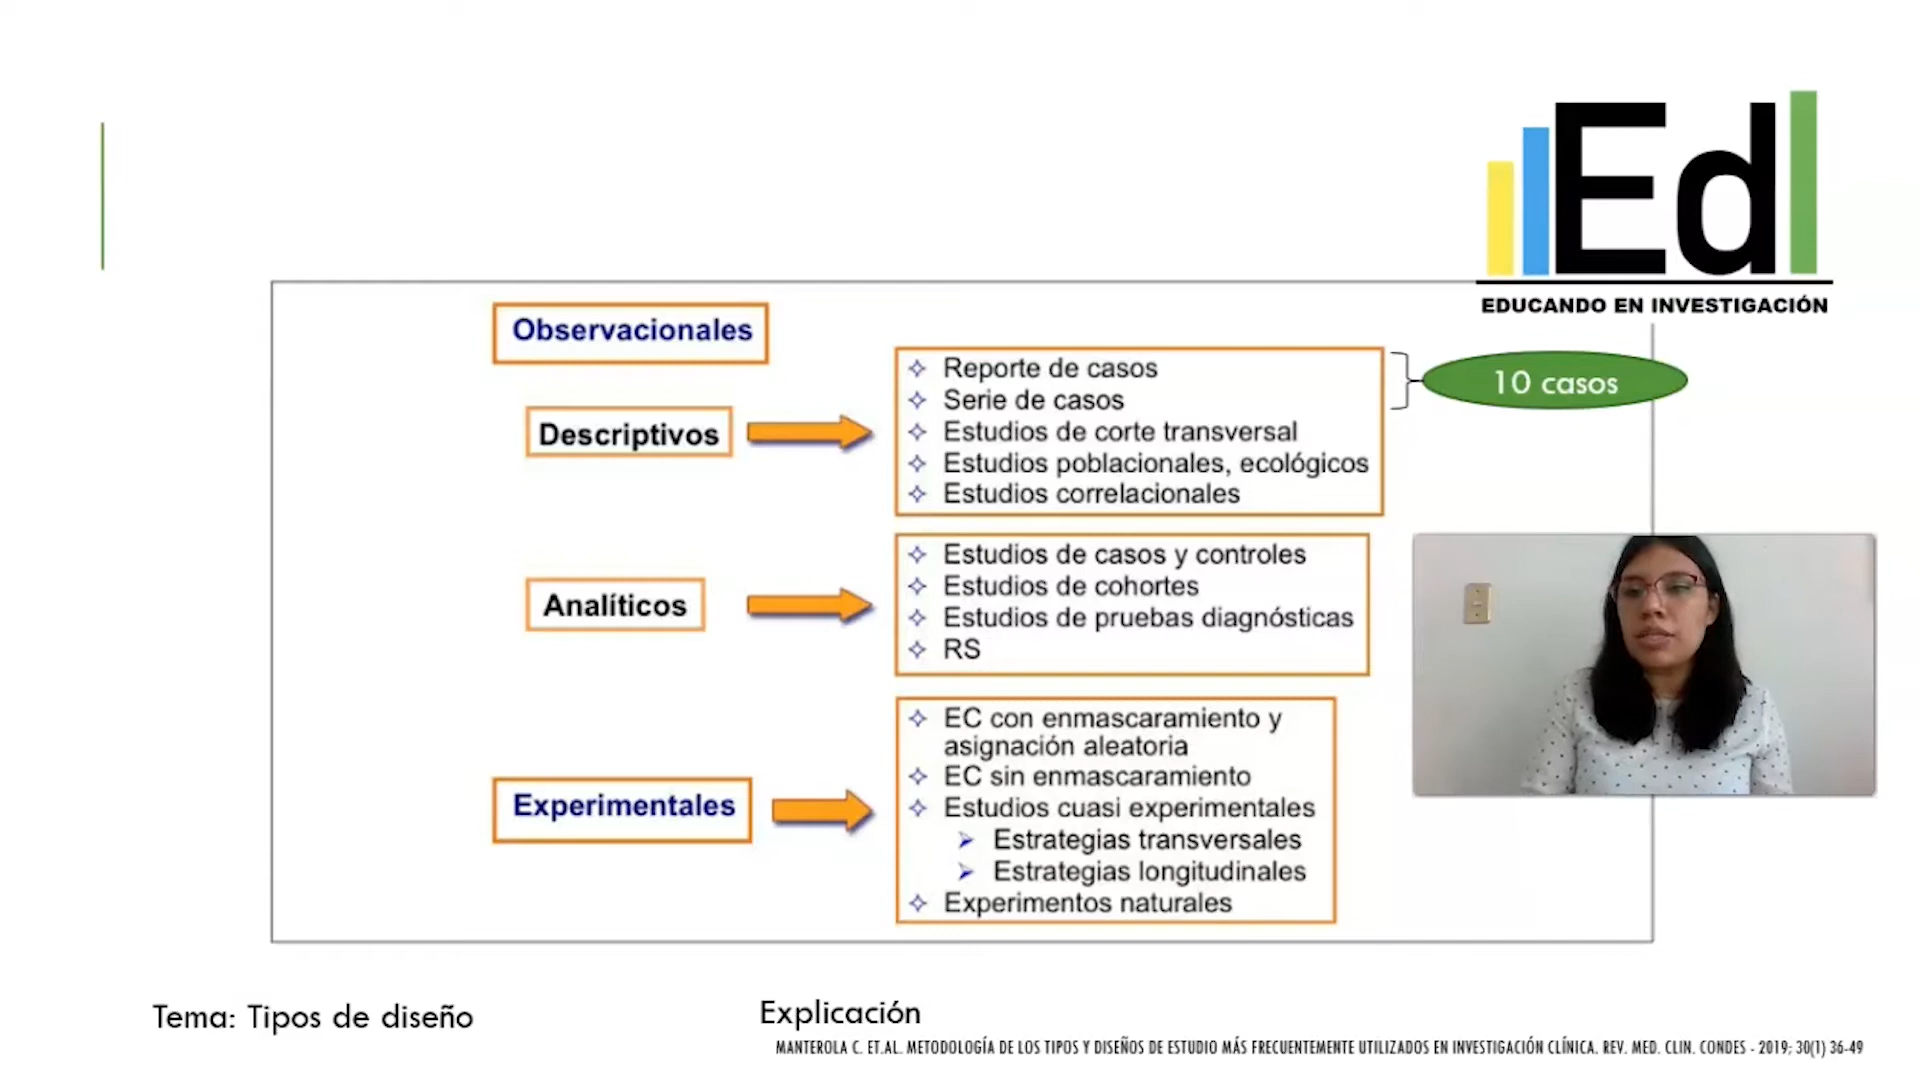 EdI
EDUCANDO EN INVESTIGACIÓN
Observacionales
Descriptivos
Reporte de casos
Serie de casos
Estudios de corte transversal
Estudios poblacionales, ecológicos
Estudios correlacionales
10 casos
Analíticos
Estudios de casos y controles
Estudios de cohortes
Estudios de pruebas diagnósticas
RS
Experimentales
EC con enmascaramiento y
asignación aleatoria
EC sin enmascaramiento
Estudios cuasi experimentales
Estrategias transversales
Estrategias longitudinales
Experimentos naturales
Tema: Tipos de diseño
Explicación
MANTEROLA C. ET.AL. METODOLOGÍA DE LOS TIPOS Y DISEÑOS DE ESTUDIO MÁS FRECUENTEMENTE UTILIZADOS EN INVESTIGACIÓN CLÍNICA. REV. MED. CLIN. CONDES - 2019; 30(1) 36-49